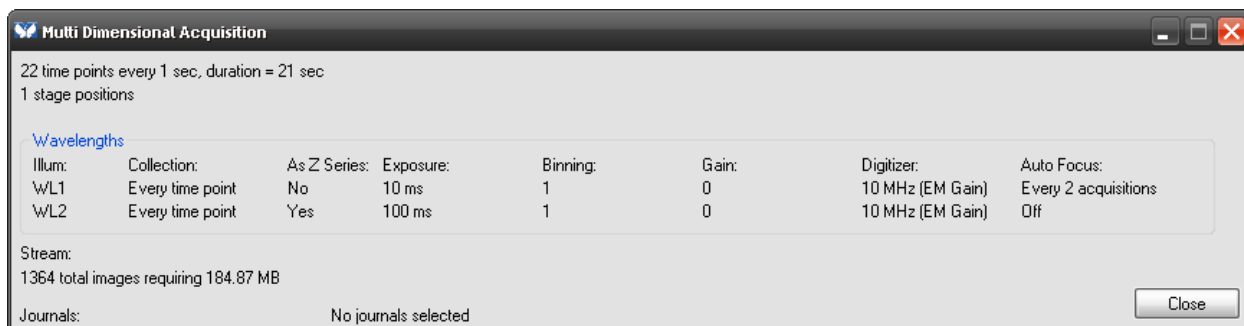 Multi Dimensional Acquisition
22 time points every 1 sec, duration = 21 sec
1 stage positions
Wavelengths
Illum: Collection: As Z Series: Exposure: Binning: Gain: Digitizer: Auto Focus:
WL1 Every time point No 10 ms 1 0 10 MHz (EM Gain) Every 2 acquisitions
WL2 Every time point Yes 100 ms 1 0 10 MHz (EM Gain) Off
Stream:
1364 total images requiring 184.87 MB
Close
Journals: No journals selected